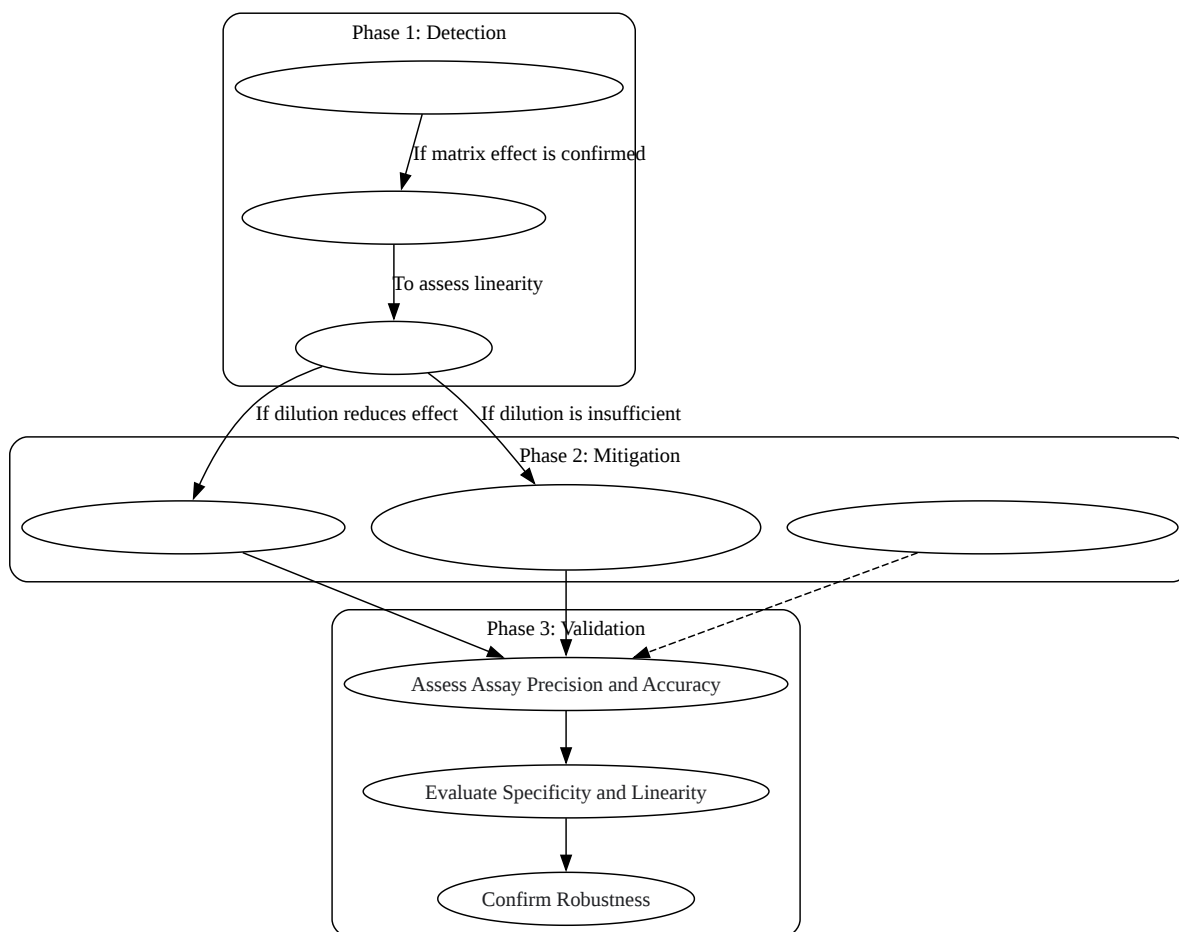 Phase 1: Detection
If matrix effect is confirmed
To assess linearity
If dilution reduces effect
If dilution is insufficient
Phase 2: Mitigation
Phase 3: Validation
Assess Assay Precision and Accuracy
Evaluate Specificity and Linearity
Confirm Robustness